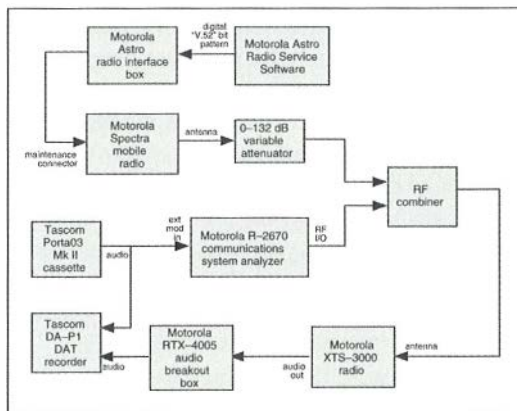 Motorola
Astro
radio interface
box
digital
"V.52" bit
pattern
Motorola Astro
Radio Service
Software
maintenance
connector
Motorola
Spectra
mobile
radio
antenna
0–132 dB
variable
attenuator
RF
combiner
Tascom
Porta03
Mk II
cassette
audio
ext
mod
in
Motorola R–2670
communications
system analyzer
RF
I/O
Tascom
DA–P1
DAT
recorder
audio
Motorola
RTX–4005
audio
breakout
box
audio
out
Motorola
XTS–3000
radio
antenna